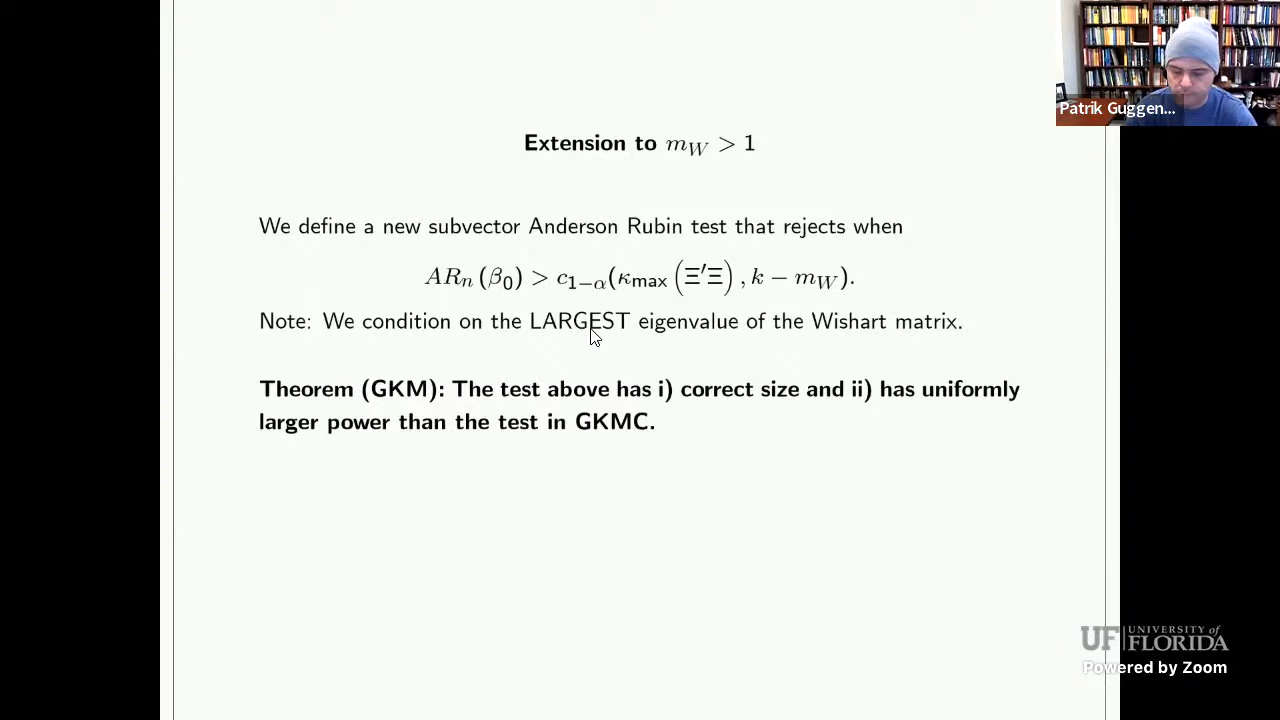 Patrik Guggen...
Extension to m_W > 1
We define a new subvector Anderson Rubin test that rejects when
AR_n (β_0) > c_{1−α}(κ_max (Ξ′Ξ) , k − m_W).
Note: We condition on the LARGEST eigenvalue of the Wishart matrix.
Theorem (GKM): The test above has i) correct size and ii) has uniformly
larger power than the test in GKMC.
UF UNIVERSITY of
FLORIDA
Powered by Zoom